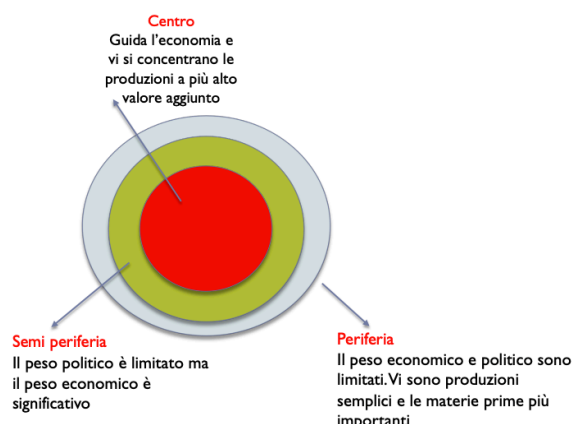 Centro
Guida l'economia e
vi si concentrano le
produzioni a più alto
valore aggiunto
Semi periferia
Il peso politico è limitato ma
il peso economico è
significativo
Periferia
Il peso economico e politico sono
limitati. Vi sono produzioni
semplici e le materie prime più
importanti